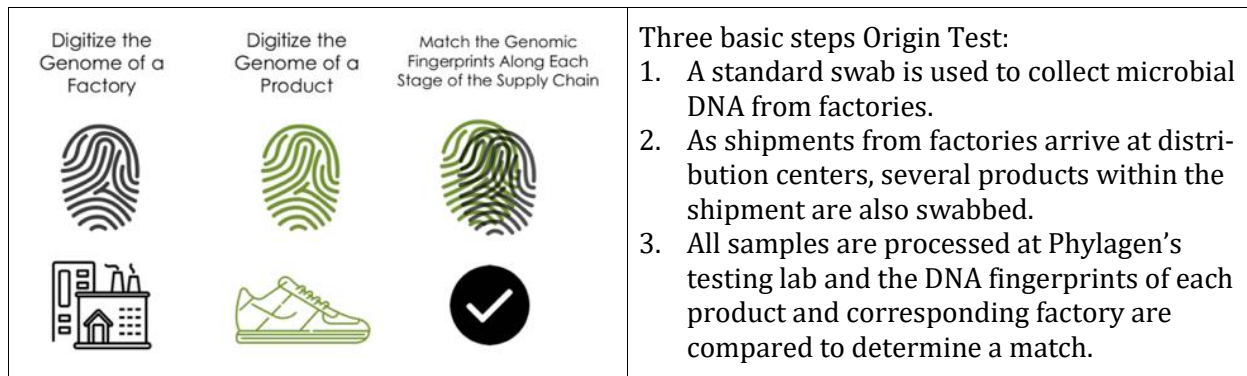 Digitize the
Genome of a
Factory
Digitize the
Genome of a
Product
Match the Genomic
Fingerprints Along Each
Stage of the Supply Chain
Three basic steps Origin Test:
1. A standard swab is used to collect microbial
DNA from factories.
2. As shipments from factories arrive at distri-
bution centers, several products within the
shipment are also swabbed.
3. All samples are processed at Phylagen's
testing lab and the DNA fingerprints of each
product and corresponding factory are
compared to determine a match.